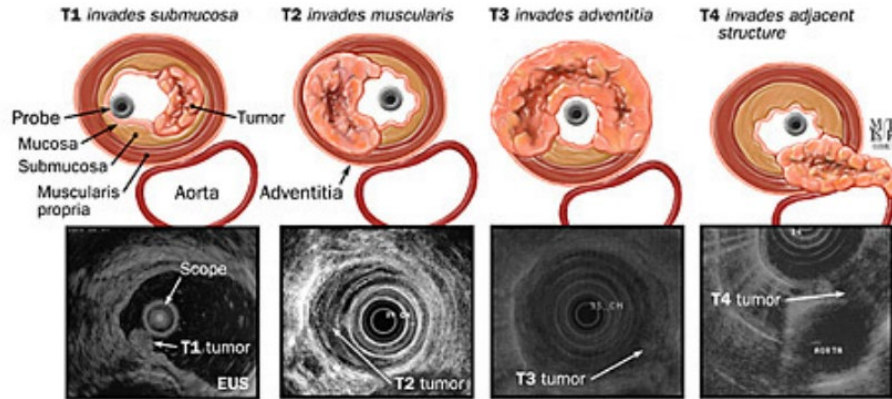 T1 invades submucosa
T2 invades muscularis
T3 invades adventitia
T4 invades adjacent
structure
Probe
Mucosa
Submucosa
Muscularis
propria
Tumor
Aorta
Adventitia
Scope
T1 tumor
EUS
T2 tumor
T3 tumor
T4 tumor
AORTA